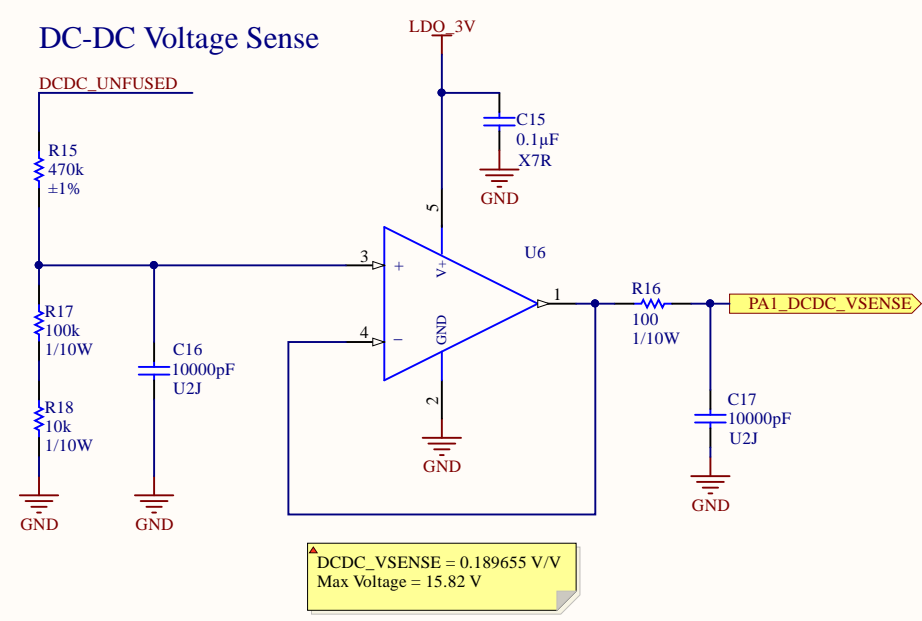 DC-DC Voltage Sense
LDO_3V
DCDC_UNFUSED
C15
0.1µF
X7R
GND
R15
470k
±1%
5
U6
3
+
V+
1
R16
100
1/10W
PA1_DCDC_VSENSE
R17
100k
1/10W
4
−
GND
C16
10000pF
U2J
2
R18
10k
1/10W
C17
10000pF
U2J
GND
GND
GND
GND
DCDC_VSENSE = 0.189655 V/V
Max Voltage = 15.82 V